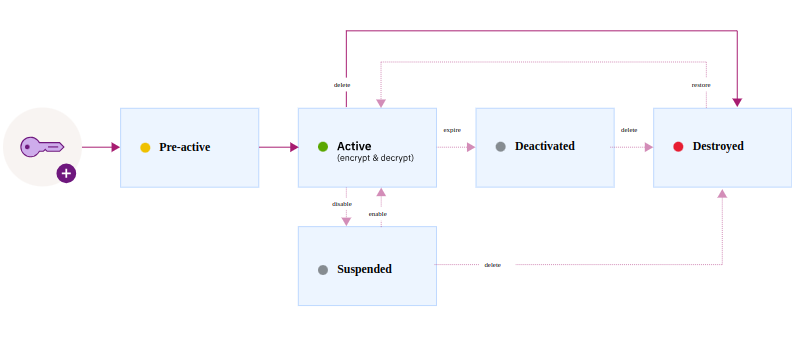 delete
restore
Pre-active
Active
(encrypt & decrypt)
expire
Deactivated
delete
Destroyed
disable
enable
Suspended
delete